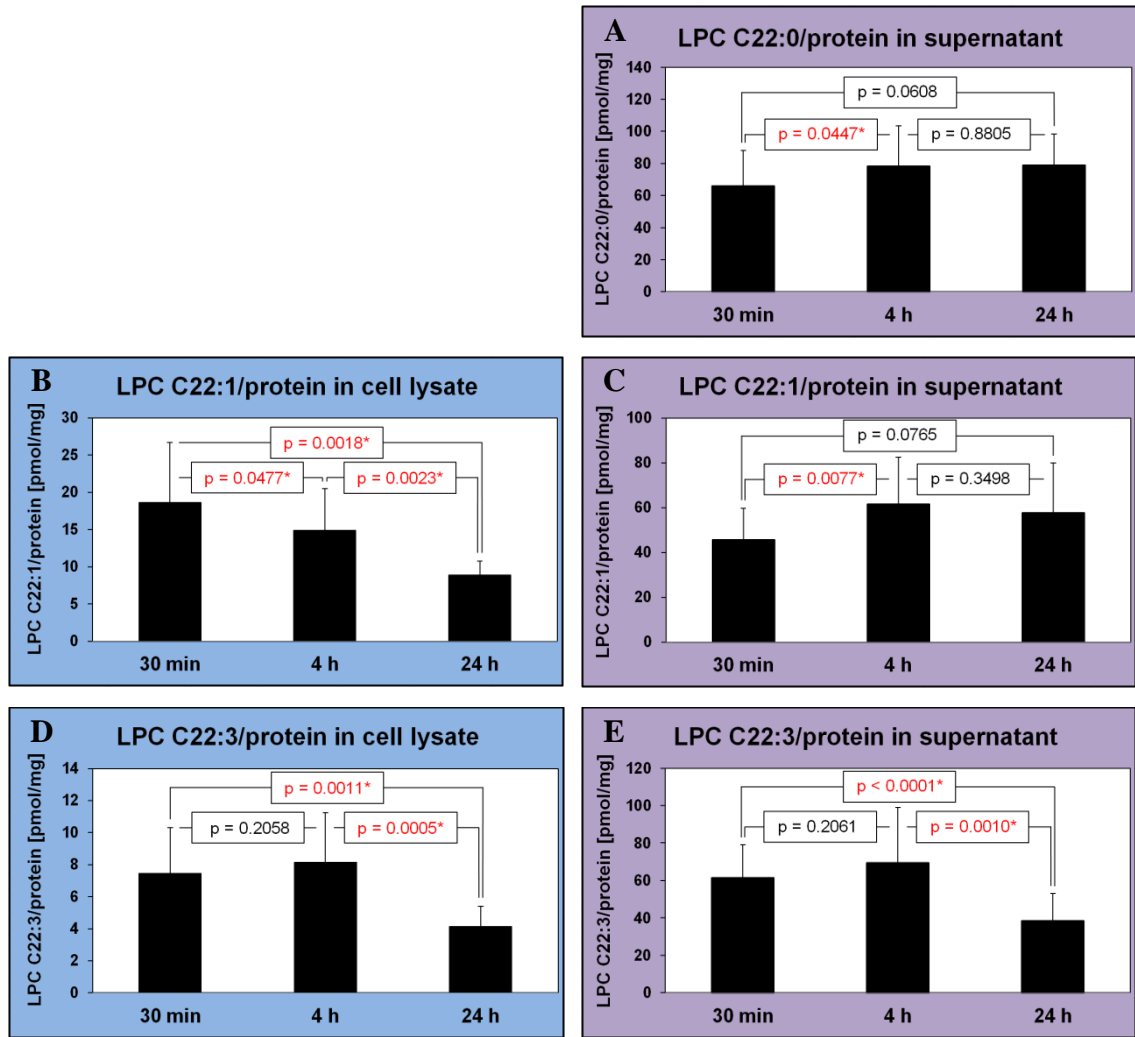 A
LPC C22:0/protein in supernatant
LPC C22:0/protein [pmol/mg]
140
120
100
80
60
40
20
0
p = 0.0608
p = 0.0447*
p = 0.8805
30 min
4 h
24 h
B
LPC C22:1/protein in cell lysate
LPC C22:1/protein [pmol/mg]
30
25
20
15
10
5
0
p = 0.0018*
p = 0.0477*
p = 0.0023*
30 min
4 h
24 h
C
LPC C22:1/protein in supernatant
LPC C22:1/protein [pmol/mg]
100
80
60
40
20
0
p = 0.0765
p = 0.0077*
p = 0.3498
30 min
4 h
24 h
D
LPC C22:3/protein in cell lysate
LPC C22:3/protein [pmol/mg]
14
12
10
8
6
4
2
0
p = 0.0011*
p = 0.2058
p = 0.0005*
30 min
4 h
24 h
E
LPC C22:3/protein in supernatant
LPC C22:3/protein [pmol/mg]
120
100
80
60
40
20
0
p < 0.0001*
p = 0.2061
p = 0.0010*
30 min
4 h
24 h